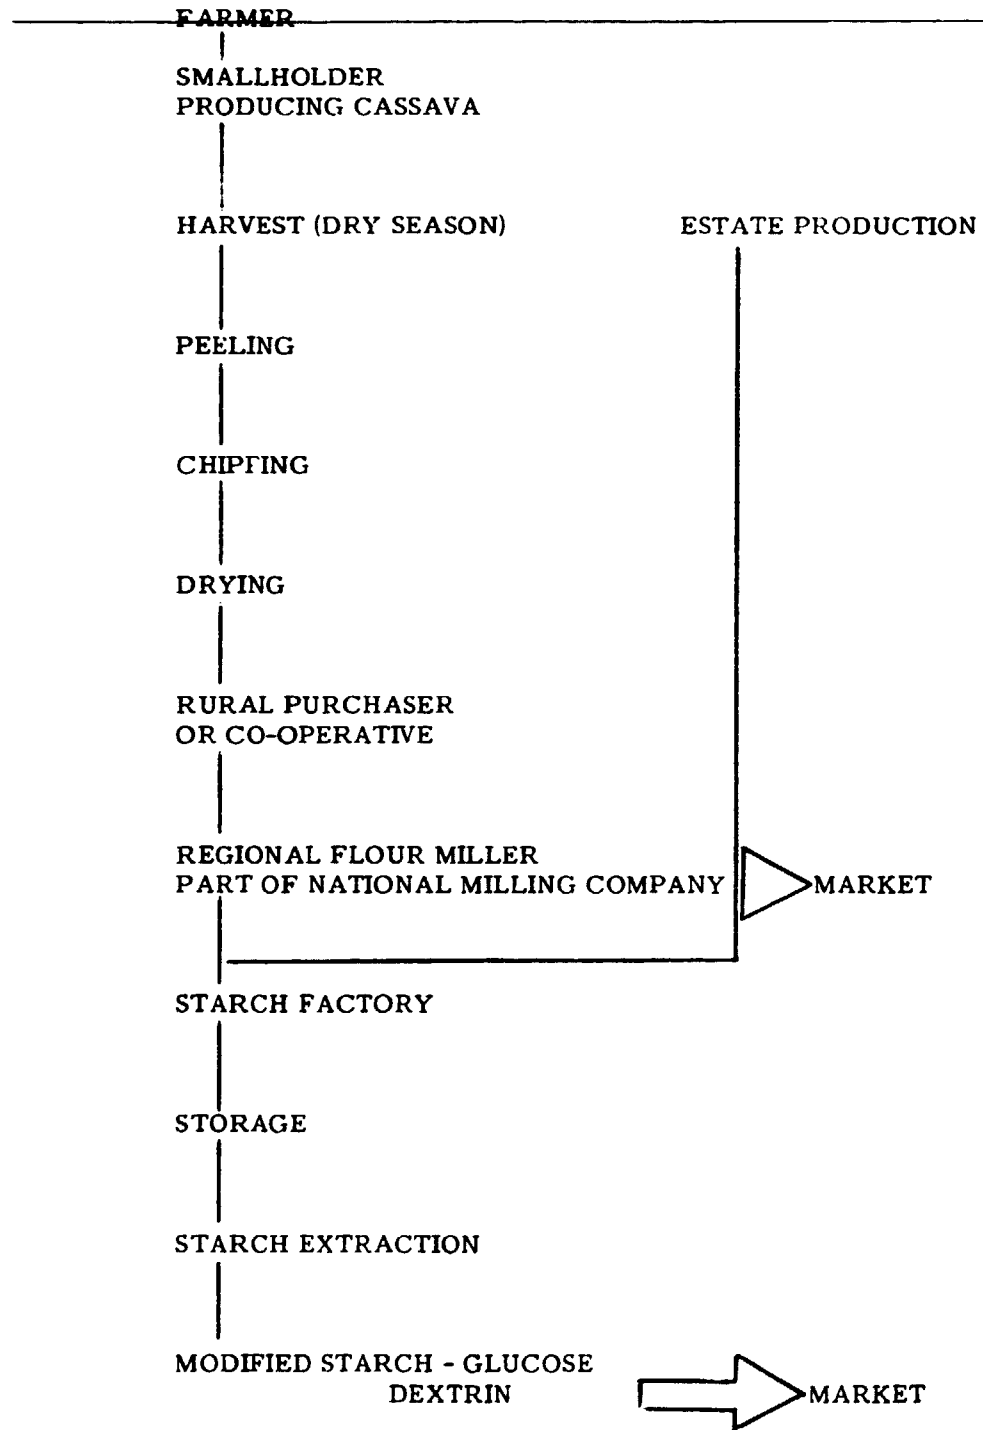 FARMER
SMALLHOLDER
PRODUCING CASSAVA
HARVEST (DRY SEASON)
ESTATE PRODUCTION
PEELING
CHIPPING
DRYING
RURAL PURCHASER
OR CO-OPERATIVE
REGIONAL FLOUR MILLER
PART OF NATIONAL MILLING COMPANY
MARKET
STARCH FACTORY
STORAGE
STARCH EXTRACTION
MODIFIED STARCH - GLUCOSE
DEXTRIN
MARKET